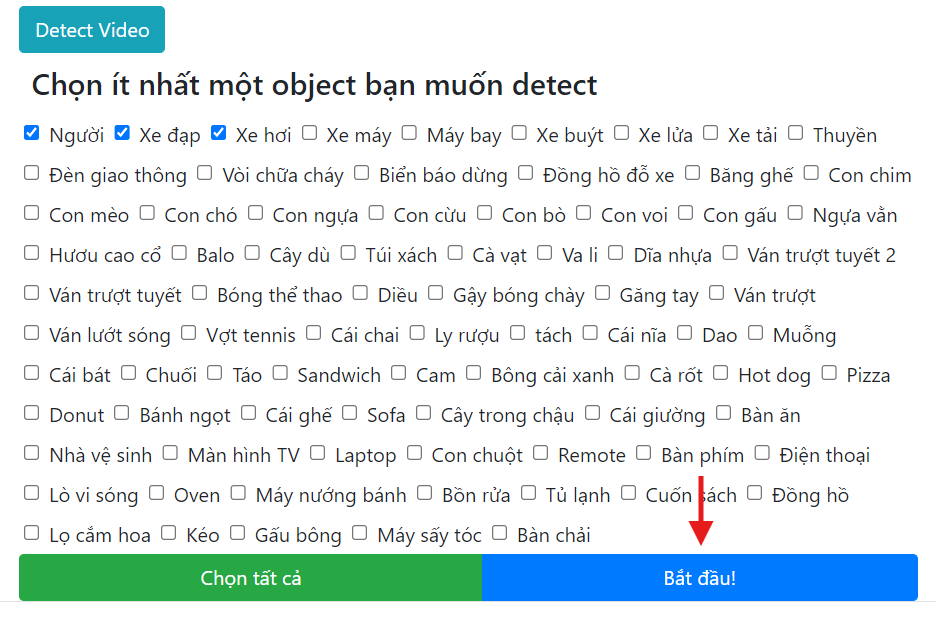 Detect Video
Chọn ít nhất một object bạn muốn detect
Người Xe đạp Xe hơi Xe máy Máy bay Xe buýt Xe lửa Xe tải Thuyền
Đèn giao thông Vòi chữa cháy Biển báo dừng Đồng hồ đỗ xe Băng ghế Con chim
Con mèo Con chó Con ngựa Con cừu Con bò Con voi Con gấu Ngựa vằn
Hươu cao cổ Balo Cây dù Túi xách Cà vạt Va li Dĩa nhựa Ván trượt tuyết 2
Ván trượt tuyết Bóng thể thao Diều Gậy bóng chày Găng tay Ván trượt
Ván lướt sóng Vợt tennis Cái chai Ly rượu tách Cái nĩa Dao Muỗng
Cái bát Chuối Táo Sandwich Cam Bông cải xanh Cà rốt Hot dog Pizza
Donut Bánh ngọt Cái ghế Sofa Cây trong chậu Cái giường Bàn ăn
Nhà vệ sinh Màn hình TV Laptop Con chuột Remote Bàn phím Điện thoại
Lò vi sóng Oven Máy nướng bánh Bồn rửa Tủ lạnh Cuốn sách Đồng hồ
Lọ cắm hoa Kéo Gấu bông Máy sấy tóc Bàn chải
Chọn tất cả Bắt đầu!